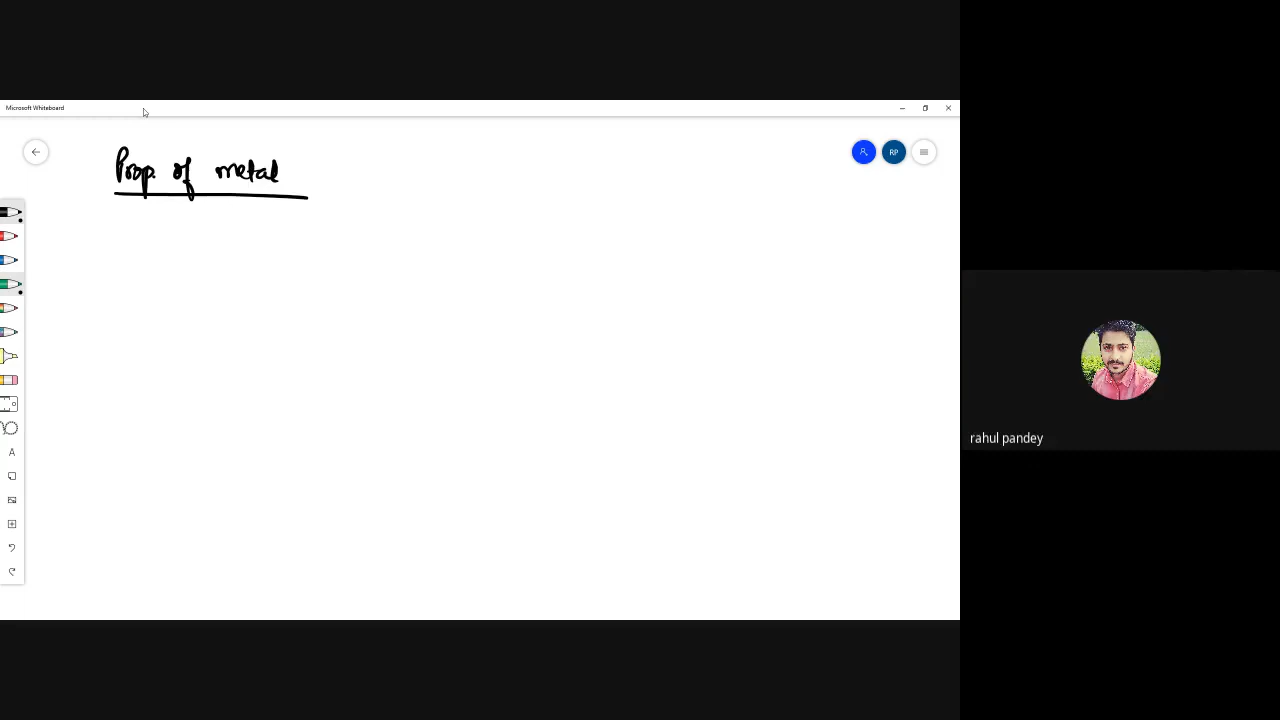 Microsoft Whiteboard
Prop. of metal
RP
A
rahul pandey